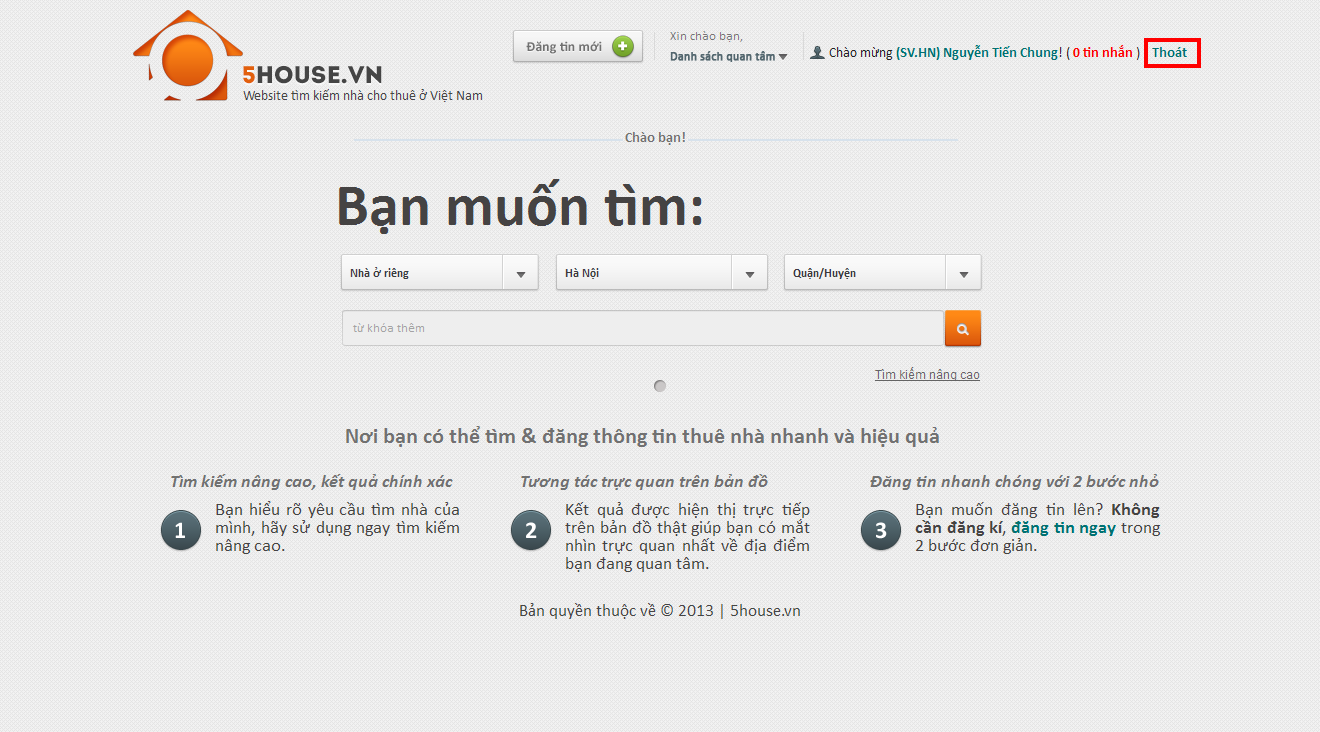 5HOUSE.VN
Website tìm kiếm nhà cho thuê ở Việt Nam
Đăng tin mới
Xin chào bạn,
Danh sách quan tâm
Chào mừng (SV.HN) Nguyễn Tiến Chung! ( 0 tin nhắn ) Thoát
Chào bạn!
Bạn muốn tìm:
Nhà ở riêng
Hà Nội
Quận/Huyện
từ khóa thêm
Tìm kiếm nâng cao
Nơi bạn có thể tìm & đăng thông tin thuê nhà nhanh và hiệu quả
Tìm kiếm nâng cao, kết quả chính xác
1
Bạn hiểu rõ yêu cầu tìm nhà của
mình, hãy sử dụng ngay tìm kiếm
nâng cao.
Tương tác trực quan trên bản đồ
2
Kết quả được hiện thị trực tiếp
trên bản đồ thật giúp bạn có mắt
nhìn trực quan nhất về địa điểm
bạn đang quan tâm.
Đăng tin nhanh chóng với 2 bước nhỏ
3
Bạn muốn đăng tin lên? Không
cần đăng kí, đăng tin ngay trong
2 bước đơn giản.
Bản quyền thuộc về © 2013 | 5house.vn